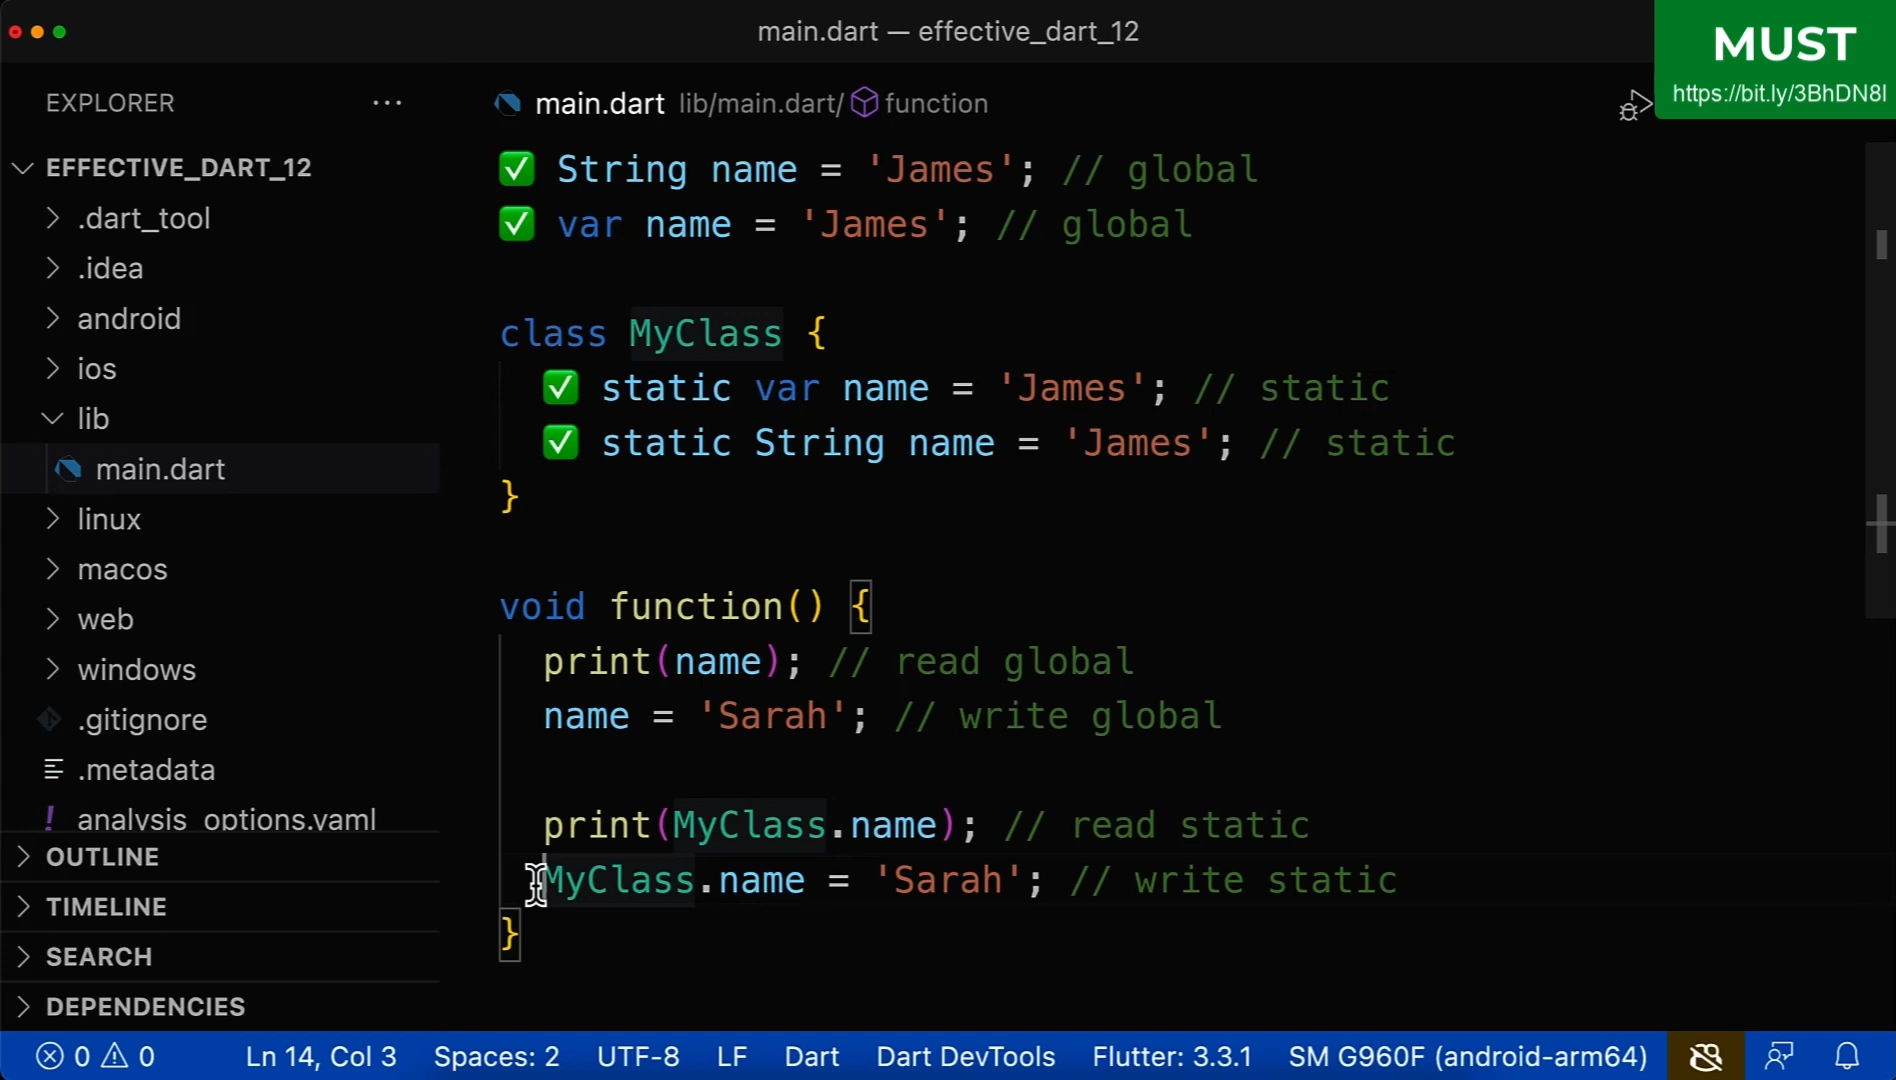 main.dart — effective_dart_12
MUST
https://bit.ly/3BhDN8I
EXPLORER
main.dart lib/main.dart/ function
EFFECTIVE_DART_12
.dart_tool
.idea
android
ios
lib
main.dart
linux
macos
web
windows
.gitignore
.metadata
analysis_options.yaml
OUTLINE
TIMELINE
SEARCH
DEPENDENCIES
✅ String name = 'James'; // global
✅ var name = 'James'; // global
class MyClass {
✅ static var name = 'James'; // static
✅ static String name = 'James'; // static
}
void function() {
print(name); // read global
name = 'Sarah'; // write global
print(MyClass.name); // read static
MyClass.name = 'Sarah'; // write static
}
0 0 Ln 14, Col 3 Spaces: 2 UTF-8 LF Dart Dart DevTools Flutter: 3.3.1 SM G960F (android-arm64)